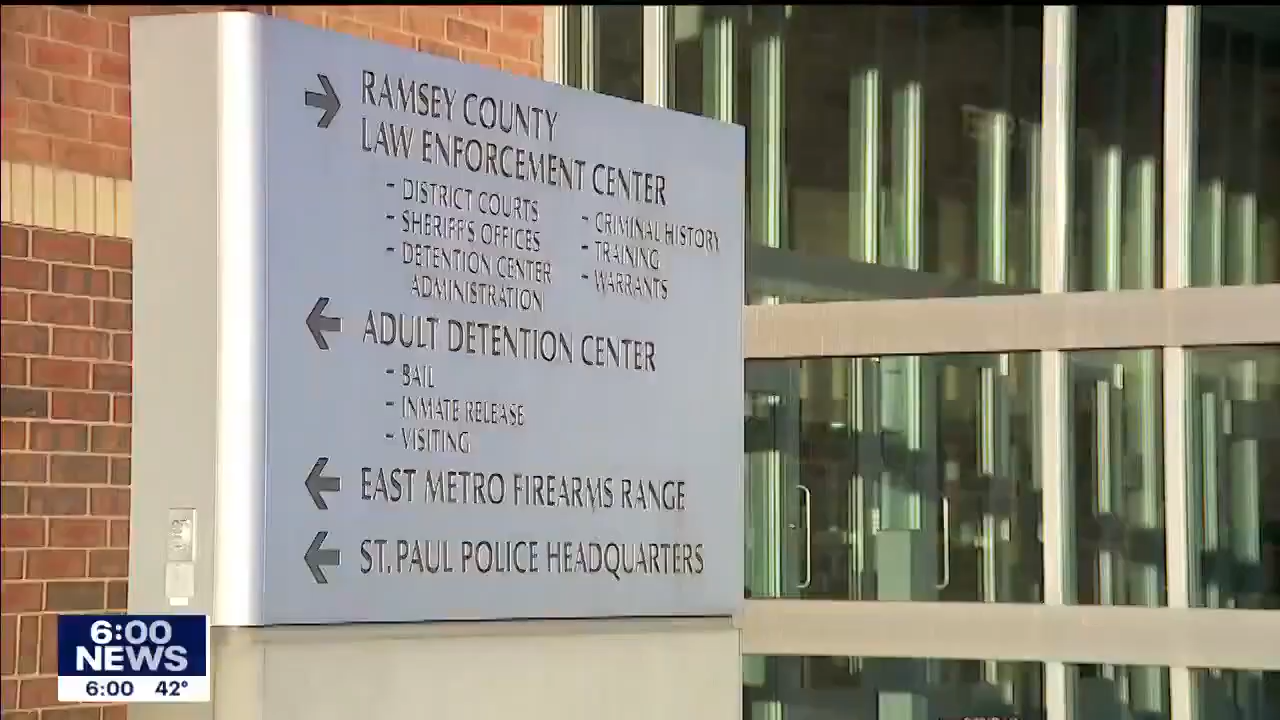 RAMSEY COUNTY
LAW ENFORCEMENT CENTER
- DISTRICT COURTS
- SHERIFF'S OFFICES
- DETENTION CENTER
ADMINISTRATION
- CRIMINAL HISTORY
- TRAINING
- WARRANTS
ADULT DETENTION CENTER
- BAIL
- INMATE RELEASE
- VISITING
EAST METRO FIREARMS RANGE
ST. PAUL POLICE HEADQUARTERS
6:00
NEWS
6:00 42°